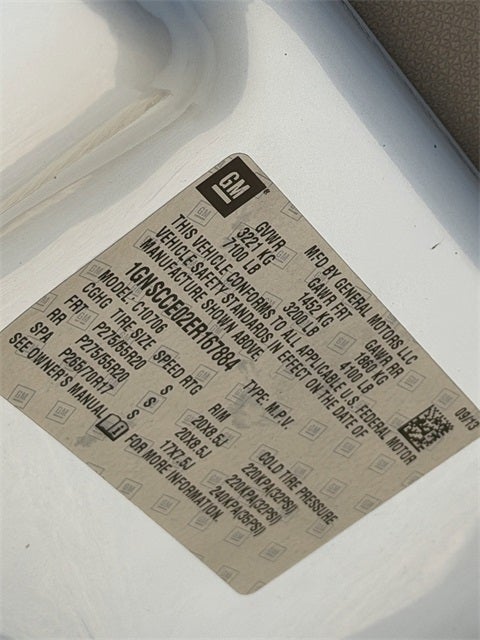 GM
MFD BY GENERAL MOTORS LLC 09/13
GVWR GAWR FRT GAWR RR
3221 KG 1452 KG 1860 KG
7100 LB 3200 LB 4100 LB
THIS VEHICLE CONFORMS TO ALL APPLICABLE U.S. FEDERAL MOTOR
VEHICLE SAFETY STANDARDS IN EFFECT ON THE DATE OF
MANUFACTURE SHOWN ABOVE.
1GNSCCE02ER167884 TYPE: M.P.V.
MODEL: C10706
CGHG TIRE SIZE SPEED RTG RIM COLD TIRE PRESSURE
FRT P275/55R20 S 20X8.5J 220KPA(32PSI)
RR P275/55R20 S 20X8.5J 220KPA(32PSI)
SPA P265/70R17 S 17X7.5J 240KPA(35PSI)
SEE OWNER'S MANUAL FOR MORE INFORMATION.